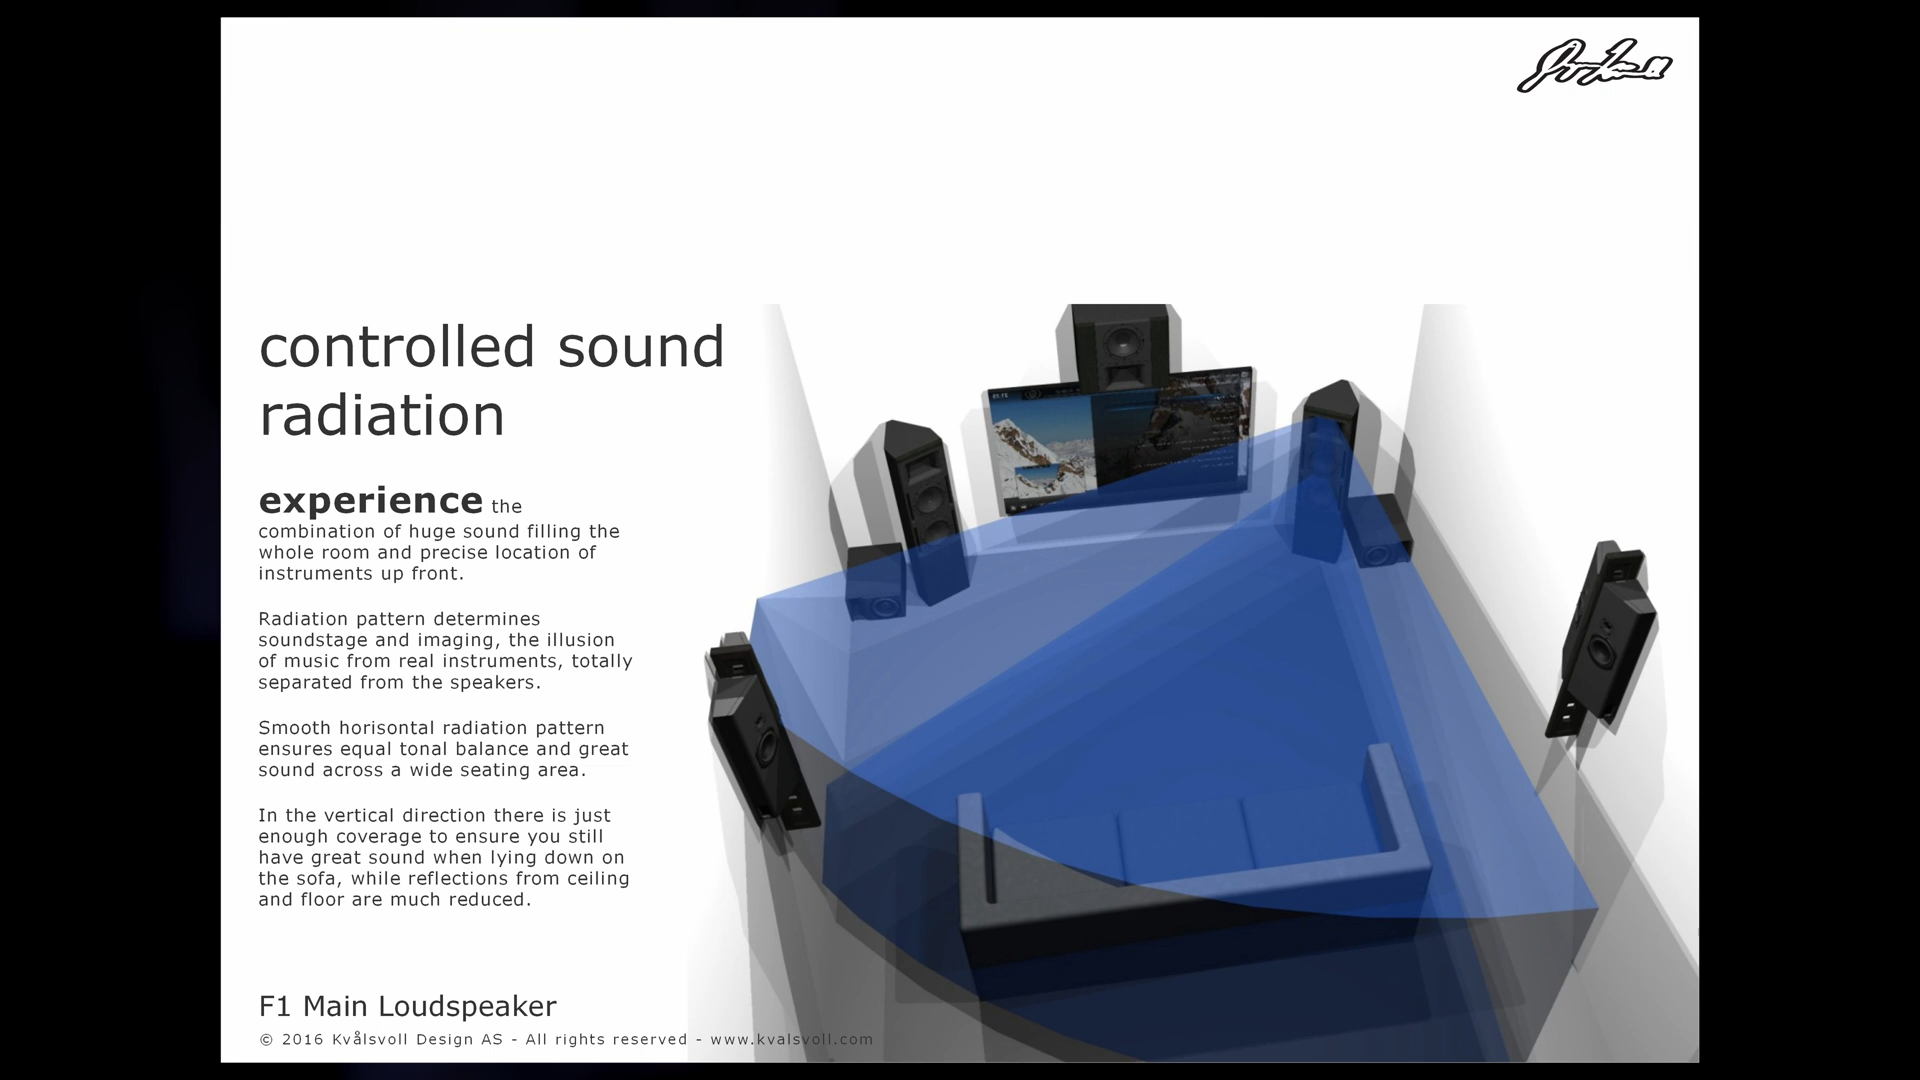 controlled sound
radiation
experience the
combination of huge sound filling the
whole room and precise location of
instruments up front.
Radiation pattern determines
soundstage and imaging, the illusion
of music from real instruments, totally
separated from the speakers.
Smooth horisontal radiation pattern
ensures equal tonal balance and great
sound across a wide seating area.
In the vertical direction there is just
enough coverage to ensure you still
have great sound when lying down on
the sofa, while reflections from ceiling
and floor are much reduced.
F1 Main Loudspeaker
© 2016 Kvålsvoll Design AS - All rights reserved - www.kvalsvoll.com